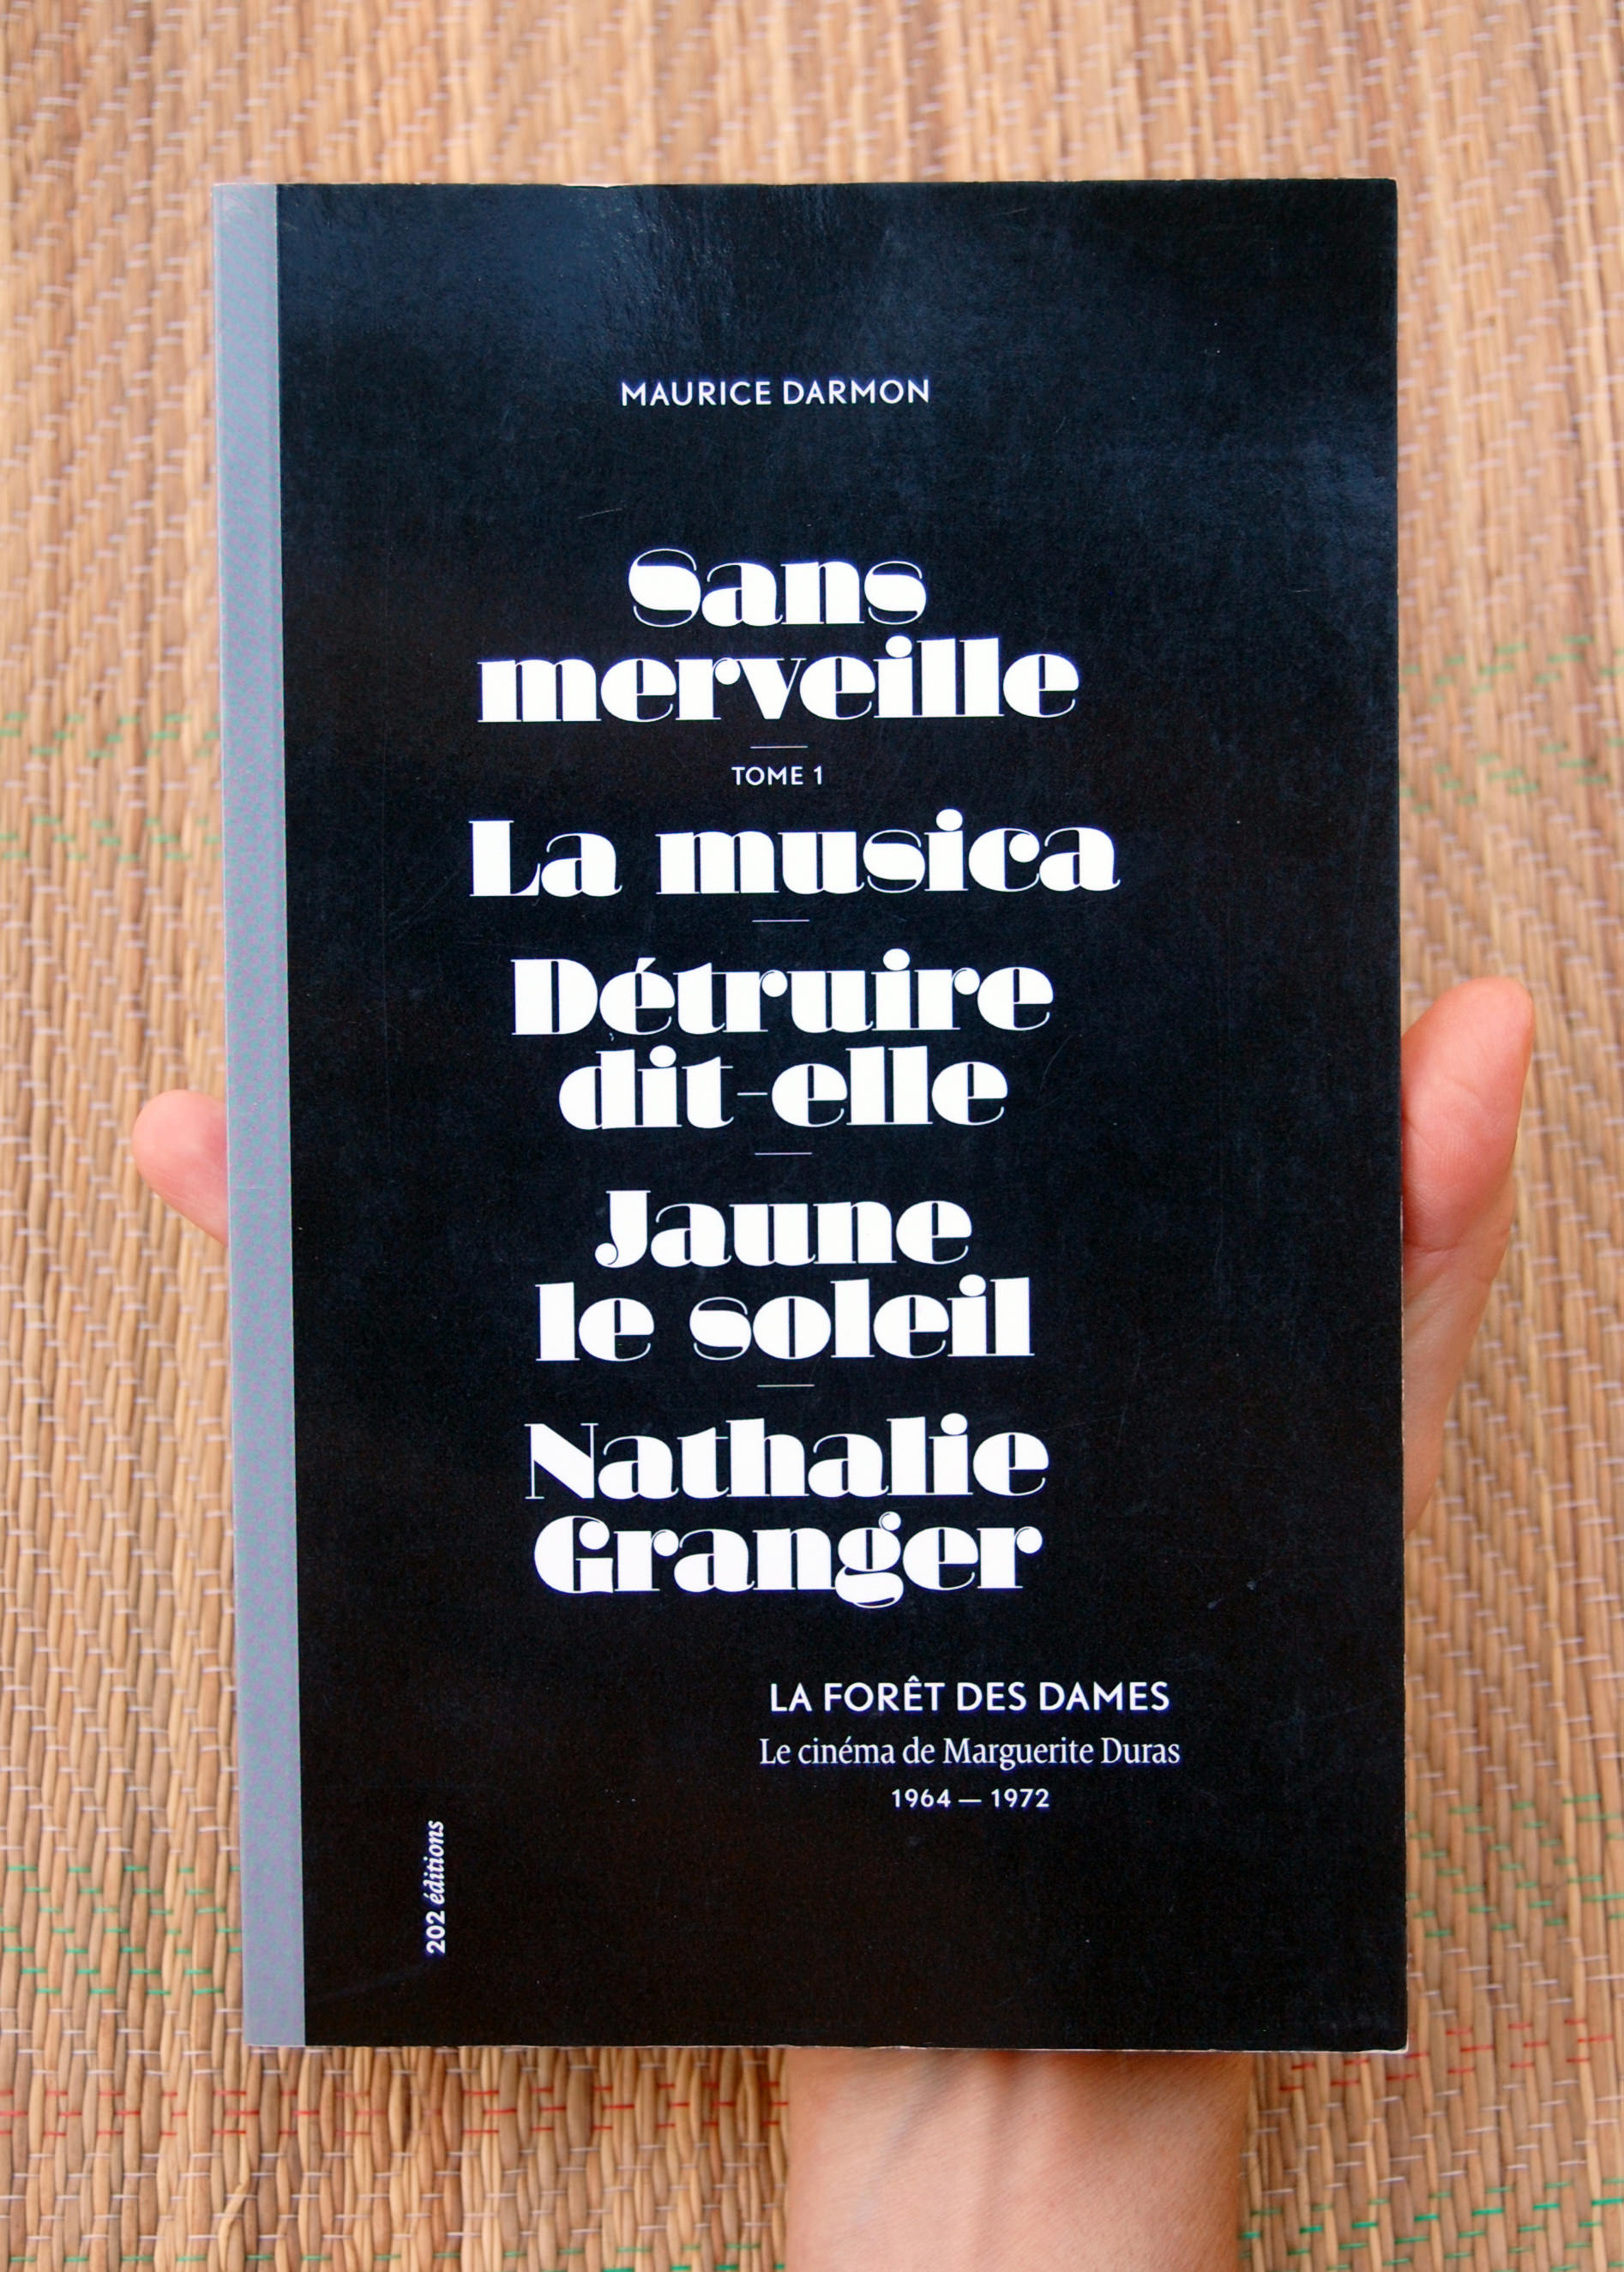 MAURICE DARMON
Sans
merveille
TOME 1
La musica
Détruire
dit-elle
Jaune
le soleil
Nathalie
Granger
LA FORÊT DES DAMES
Le cinéma de Marguerite Duras
1964 — 1972
202 éditions